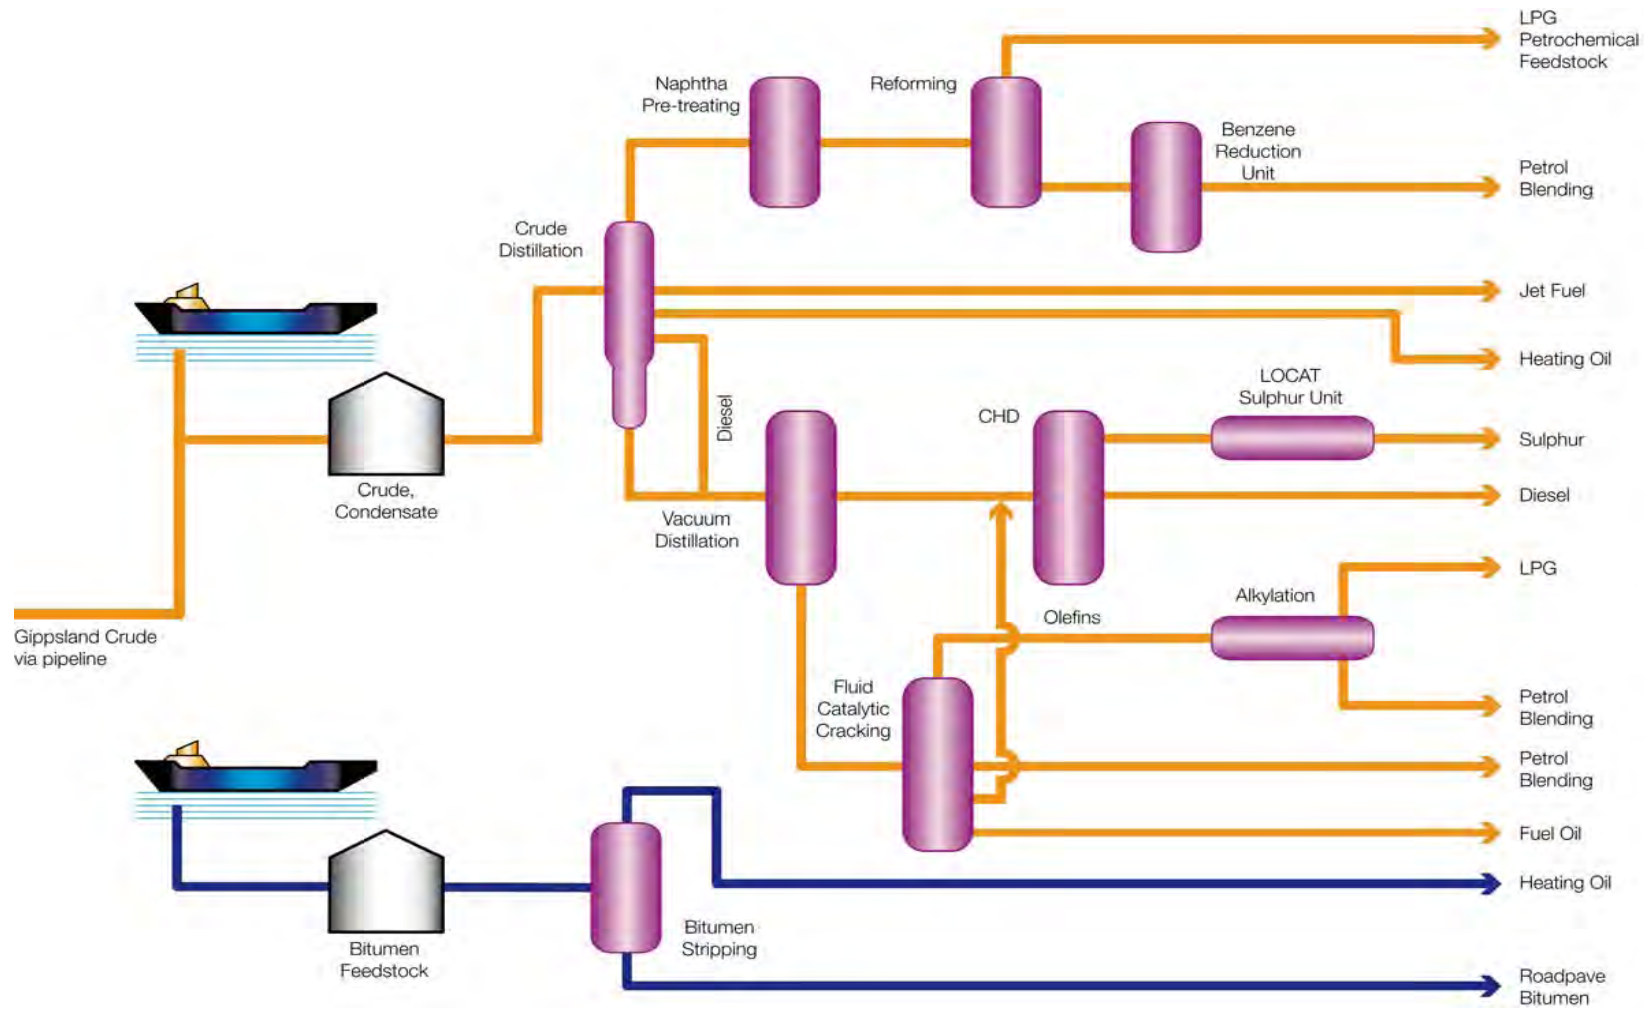 LPG
Petrochemical
Feedstock
Naphtha
Pre-treating
Reforming
Benzene
Reduction
Unit
Petrol
Blending
Crude
Distillation
Jet Fuel
Heating Oil
LOCAT
Sulphur Unit
CHD
Diesel
Sulphur
Crude,
Condensate
Vacuum
Distillation
Diesel
LPG
Alkylation
Olefins
Gippsland Crude
via pipeline
Fluid
Catalytic
Cracking
Petrol
Blending
Petrol
Blending
Fuel Oil
Heating Oil
Bitumen
Feedstock
Bitumen
Stripping
Roadpave
Bitumen